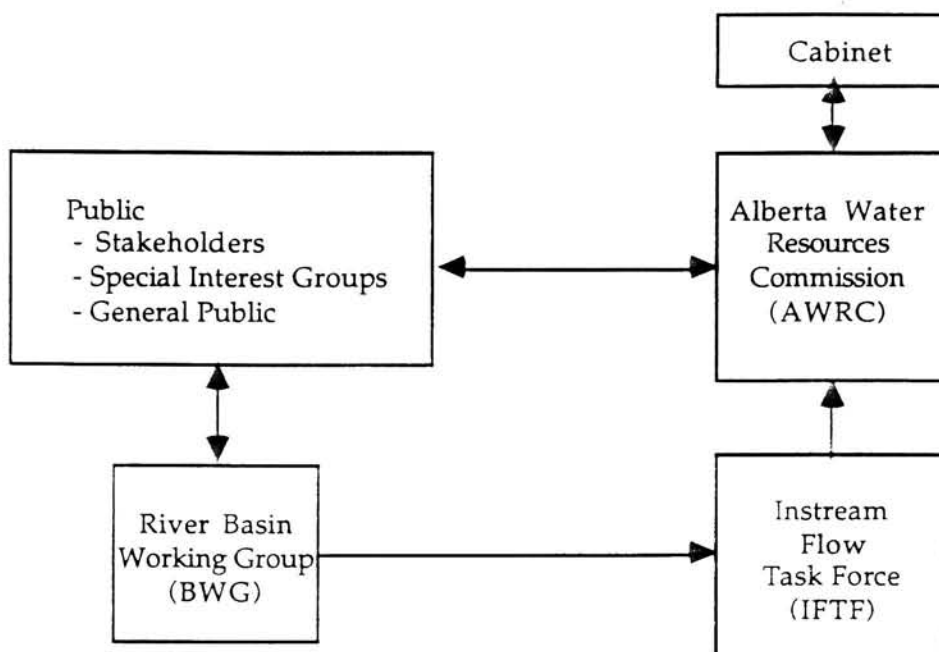 Cabinet
Public
- Stakeholders
- Special Interest Groups
- General Public
Alberta Water
Resources
Commission
(AWRC)
River Basin
Working Group
(BWG)
Instream
Flow
Task Force
(IFTF)